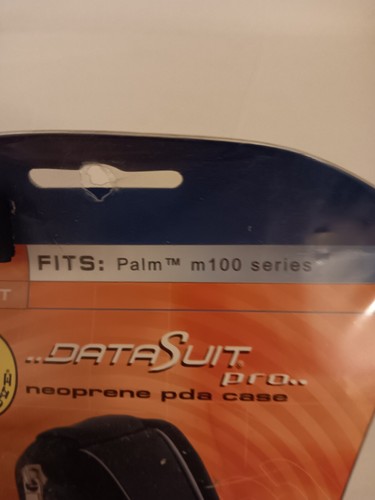 FITS: Palm™ m100 series
T
..DATASUIT
pro..
neoprene pda case